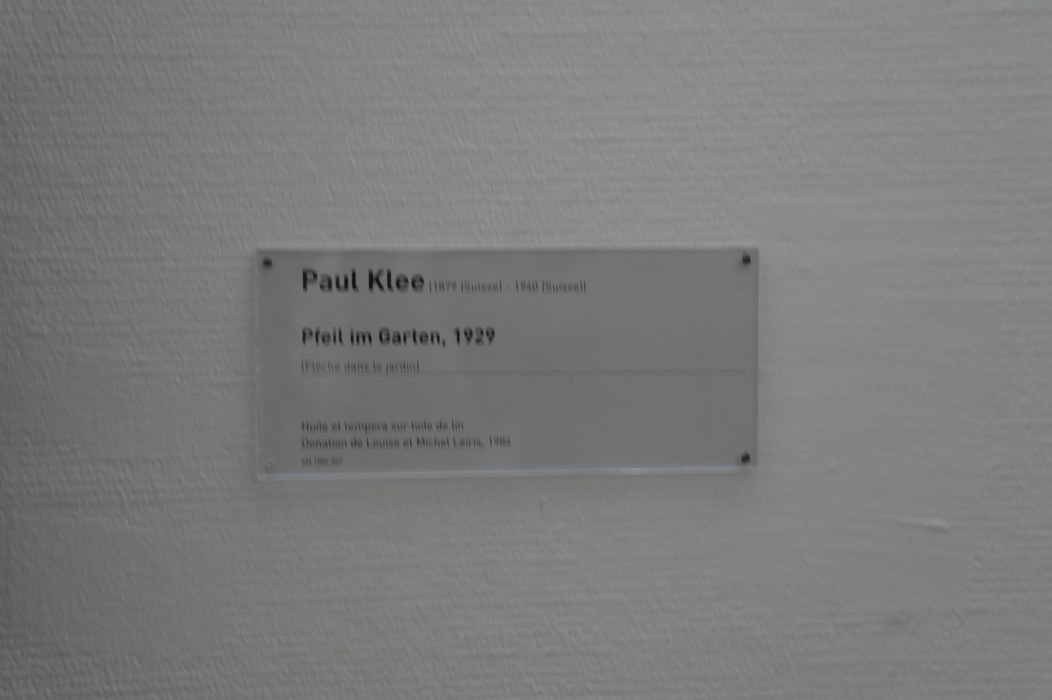 Paul Klee (1879 (Suisse) - 1940 (Suisse))
Pfeil im Garten, 1929
(Flèche dans le jardin)
Huile et tempera sur toile de lin
Donation de Louise et Michel Leiris, 1984